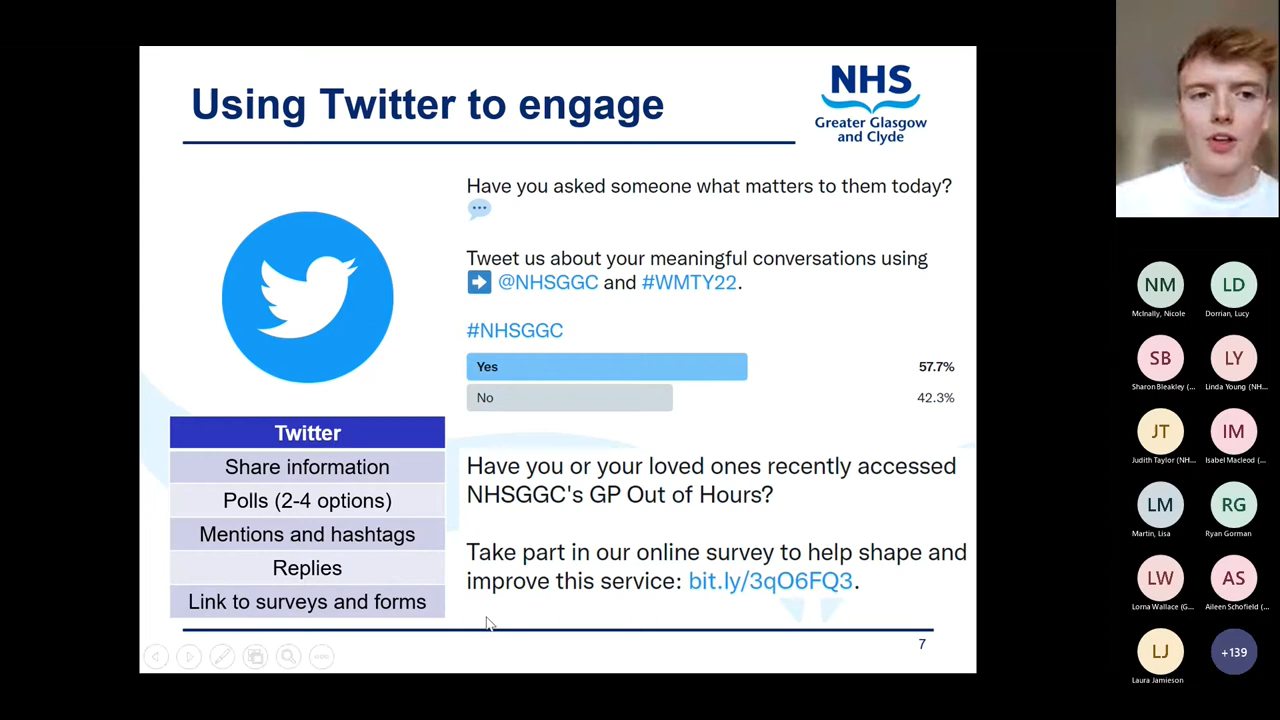 Using Twitter to engage
NHS
Greater Glasgow
and Clyde
Have you asked someone what matters to them today?
Tweet us about your meaningful conversations using
@NHSGGC and #WMTY22.
#NHSGGC
Yes 57.7%
No 42.3%
Twitter
Share information
Polls (2-4 options)
Mentions and hashtags
Replies
Link to surveys and forms
Have you or your loved ones recently accessed
NHSGGC's GP Out of Hours?
Take part in our online survey to help shape and
improve this service: bit.ly/3qO6FQ3.
7
NM LD
McInally, Nicole Dorrian, Lucy
SB LY
Sharon Bleakley (... Linda Young (NH...
JT IM
Judith Taylor (NH... Isabel Macleod (...
LM RG
Martin, Lisa Ryan Gorman
LW AS
Lorna Wallace (G... Aileen Schofield (...
LJ +139
Laura Jamieson